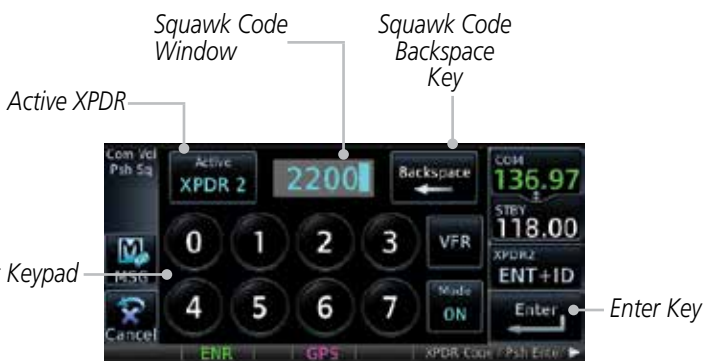 Squawk Code
Window
Squawk Code
Backspace
Key
Active XPDR
Com Vol
Psh Sq
Active
XPDR 2
2200
Backspace
COM
136.97
STBY
118.00
0
1
2
3
VFR
MSG
XPDR2
ENT+ID
Keypad
4
5
6
7
Mode
ON
Enter
Enter Key
Cancel
ENR
GPS
XPDR Code / Psh Enter